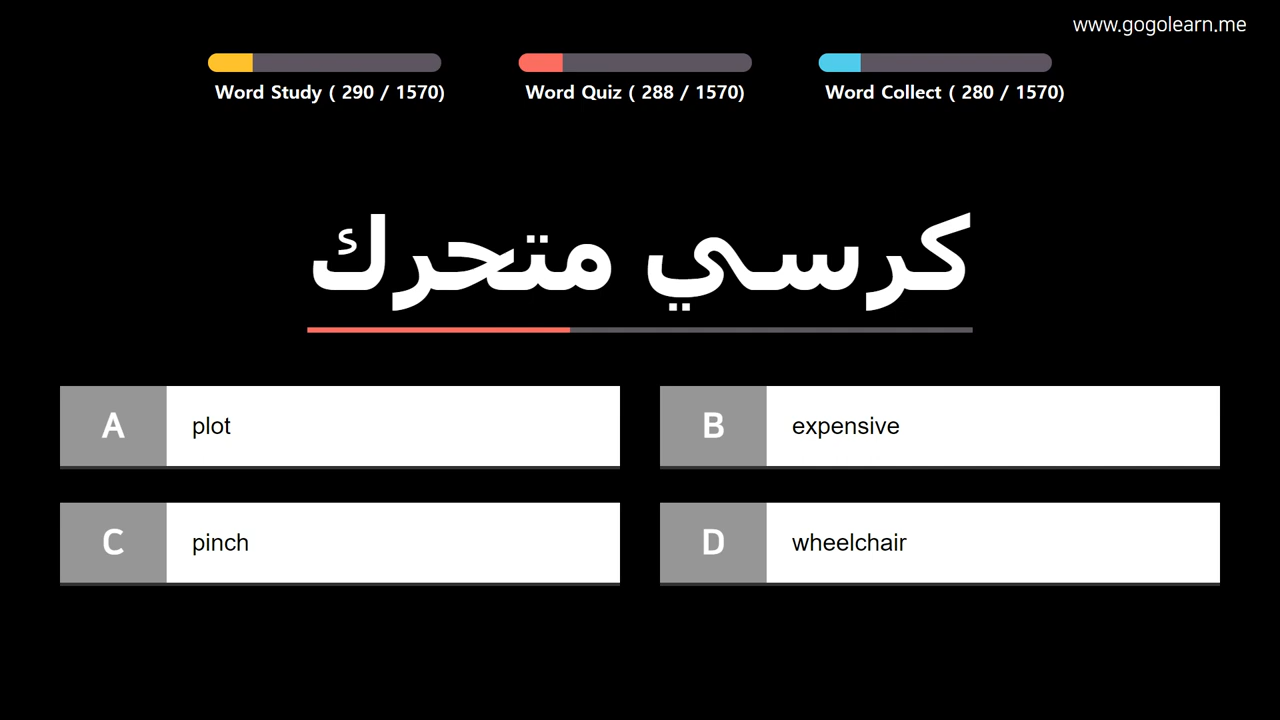 www.gogolearn.me
Word Study ( 290 / 1570)
Word Quiz ( 288 / 1570)
Word Collect ( 280 / 1570)
كرسي متحرك
A plot
B expensive
C pinch
D wheelchair